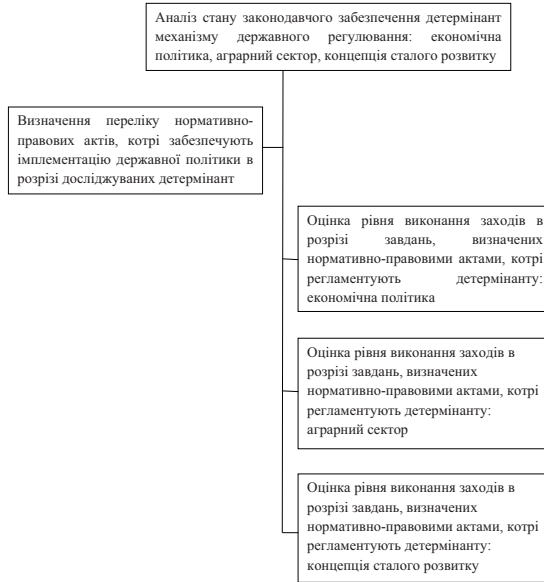 Аналіз стану законодавчого забезпечення детермінант
механізму державного регулювання: економічна
політика, аграрний сектор, концепція сталого розвитку
Визначення переліку нормативно-
правових актів, котрі забезпечують
імплементацію державної політики в
розрізі досліджуваних детермінант
Оцінка рівня виконання заходів в
розрізі завдань, визначених
нормативно-правовими актами, котрі
регламентують детермінанту:
економічна політика
Оцінка рівня виконання заходів в
розрізі завдань, визначених
нормативно-правовими актами, котрі
регламентують детермінанту:
аграрний сектор
Оцінка рівня виконання заходів в
розрізі завдань, визначених
нормативно-правовими актами, котрі
регламентують детермінанту:
концепція сталого розвитку